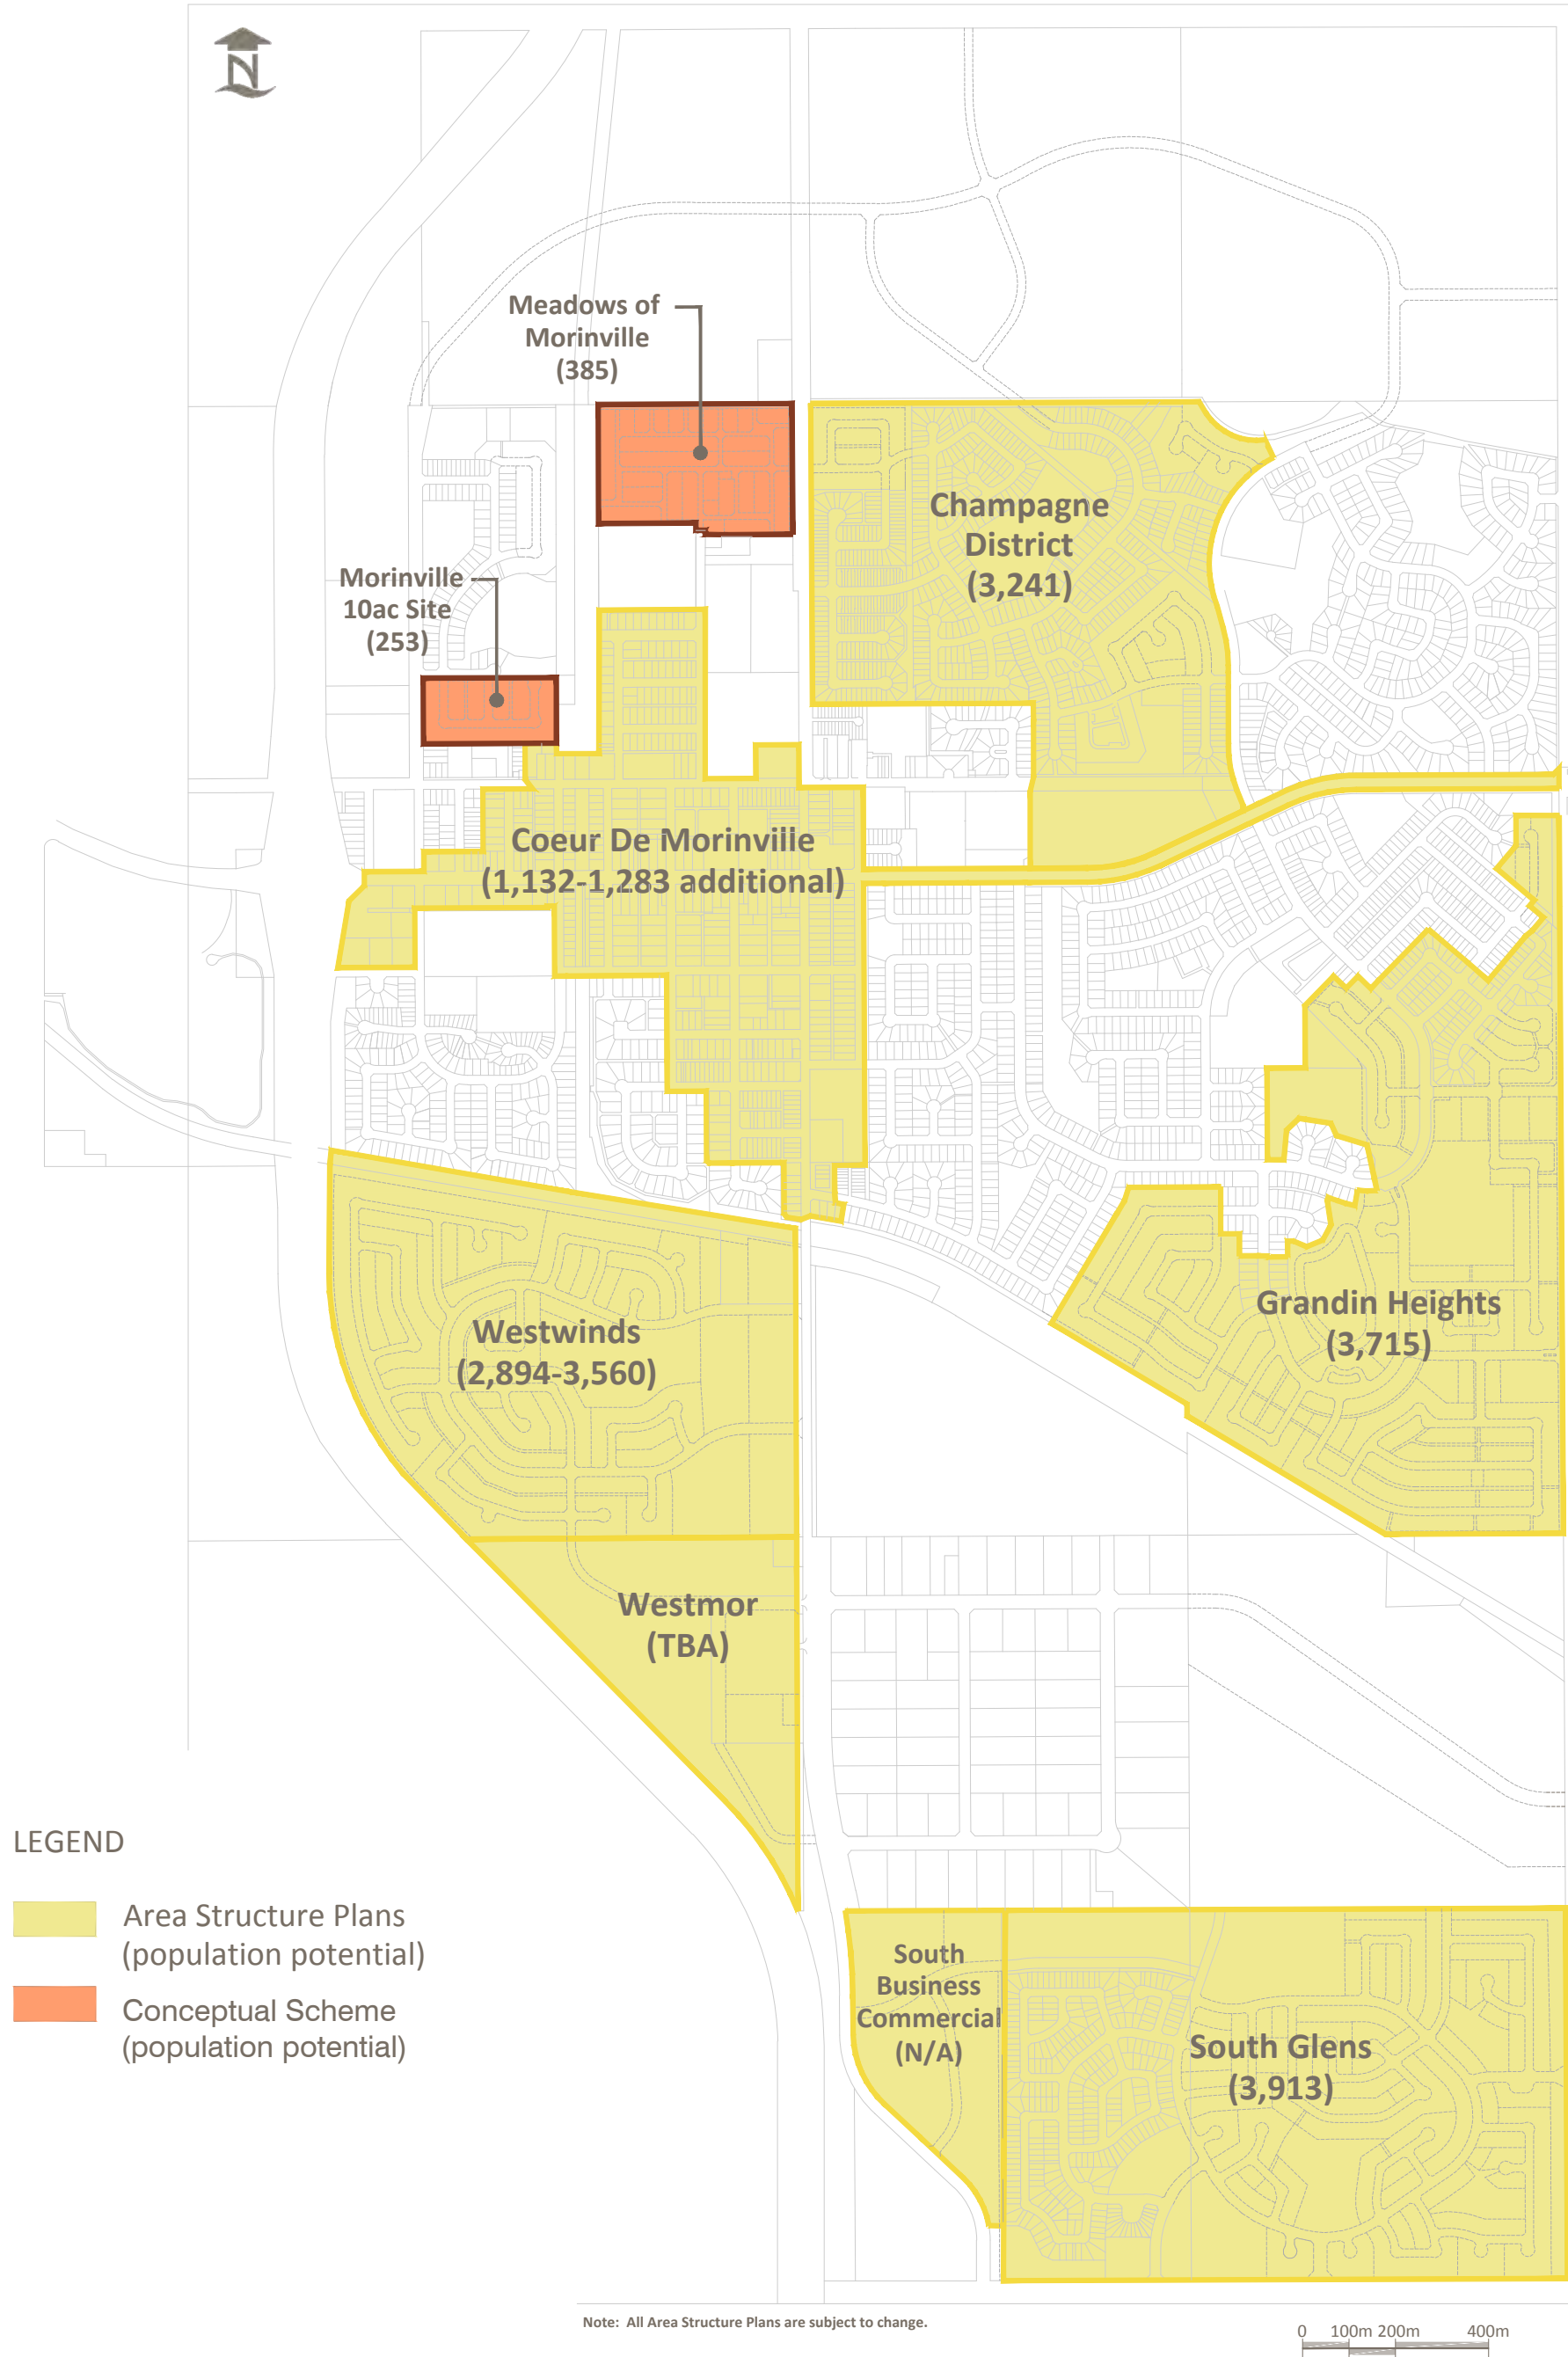 N
Meadows of
Morinville
(385)
Champagne
District
(3,241)
Morinville
10ac Site
(253)
Coeur De Morinville
(1,132-1,283 additional)
Grandin Heights
(3,715)
Westwinds
(2,894-3,560)
Westmor
(TBA)
LEGEND
Area Structure Plans
(population potential)
Conceptual Scheme
(population potential)
South
Business
Commercial
(N/A)
South Glens
(3,913)
Note: All Area Structure Plans are subject to change.
0 100m 200m 400m